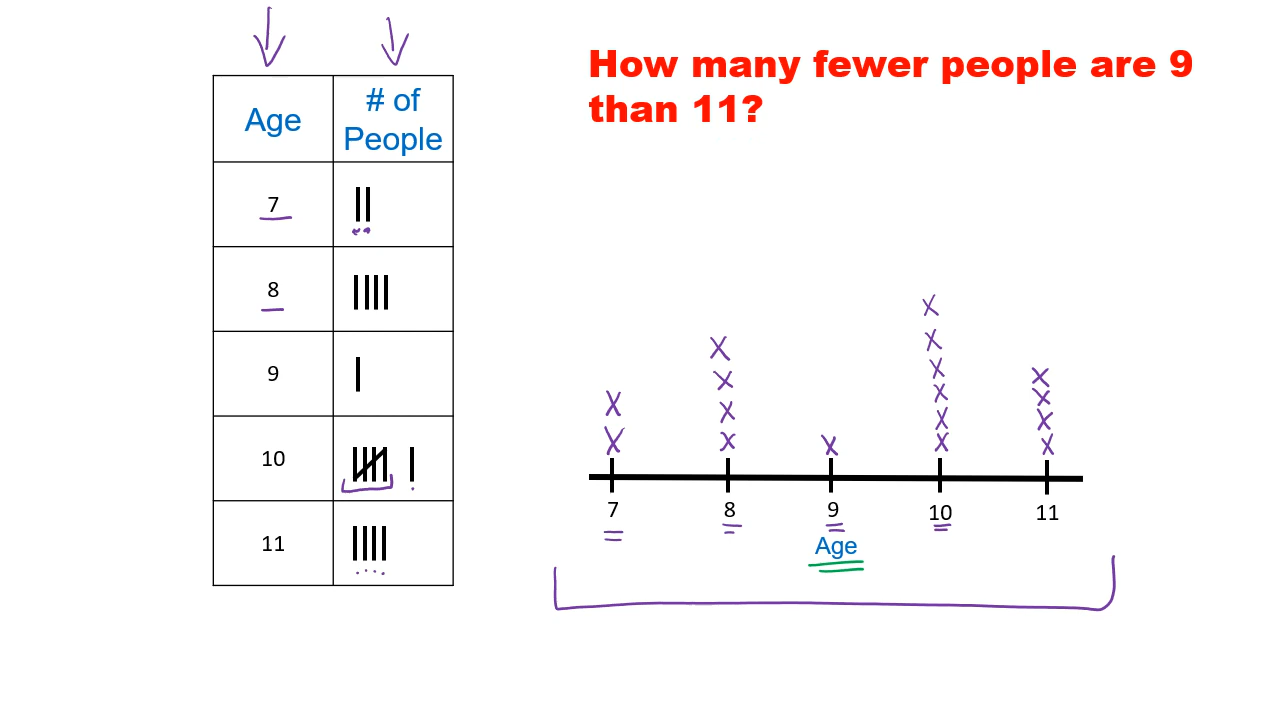 How many fewer people are 9
than 11?
Age
# of
People
7
8
9
10
11
X X X X X X
X X X X
X X
X X
X X X X
7 8 9 10 11
Age